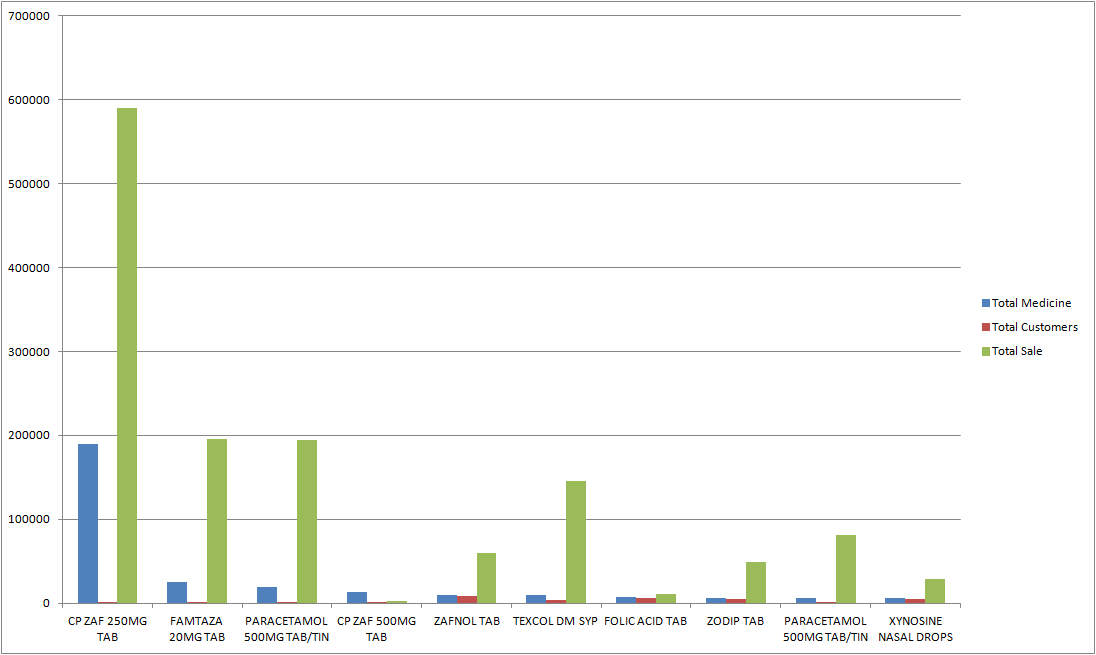 700000
600000
500000
400000
300000
200000
100000
0
CP ZAF 250MG
TAB
FAMTAZA
20MG TAB
PARACETAMOL
500MG TAB/TIN
CP ZAF 500MG
TAB
ZAFNOL TAB
TEXCOL DM SYP
FOLIC ACID TAB
ZODIP TAB
PARACETAMOL
500MG TAB/TIN
XYNOSINE
NASAL DROPS
Total Medicine
Total Customers
Total Sale